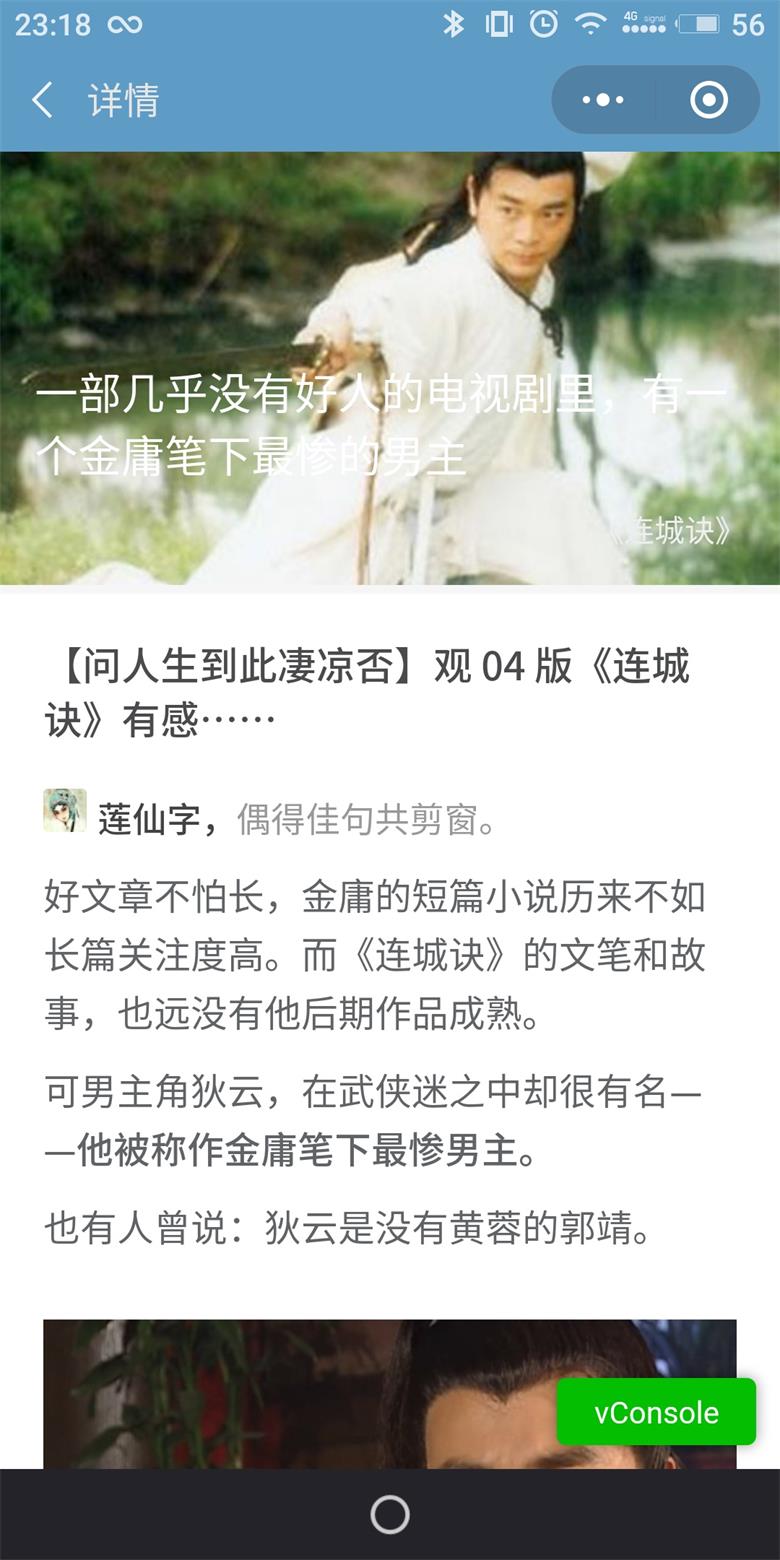 23:18
4G signal
56
详情
一部几乎没有好人的电视剧里，有一
个金庸笔下最惨的男主
《连城诀》
【问人生到此凄凉否】观 04 版《连城
诀》有感……
莲仙字，偶得佳句共剪窗。
好文章不怕长，金庸的短篇小说历来不如
长篇关注度高。而《连城诀》的文笔和故
事，也远没有他后期作品成熟。
可男主角狄云，在武侠迷之中却很有名—
—他被称作金庸笔下最惨男主。
也有人曾说：狄云是没有黄蓉的郭靖。
vConsole